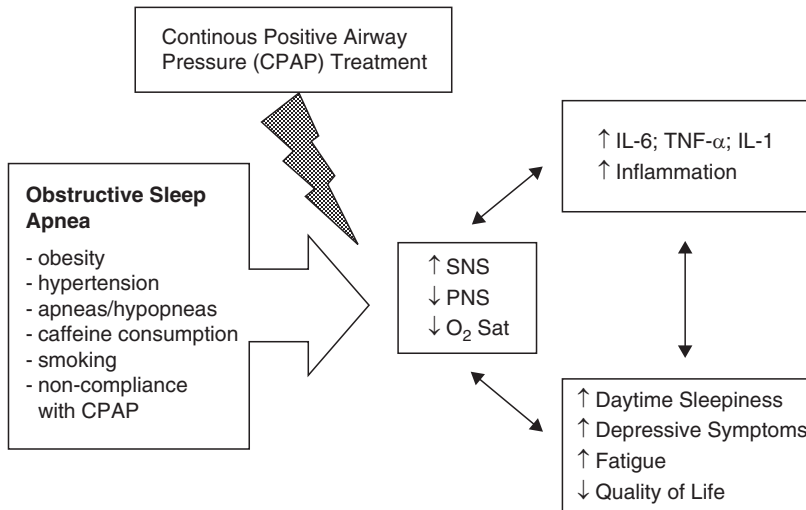 Continous Positive Airway
Pressure (CPAP) Treatment
Obstructive Sleep
Apnea
- obesity
- hypertension
- apneas/hypopneas
- caffeine consumption
- smoking
- non-compliance
with CPAP
↑ SNS
↓ PNS
↓ O₂ Sat
↑ IL-6; TNF-α; IL-1
↑ Inflammation
↑ Daytime Sleepiness
↑ Depressive Symptoms
↑ Fatigue
↓ Quality of Life